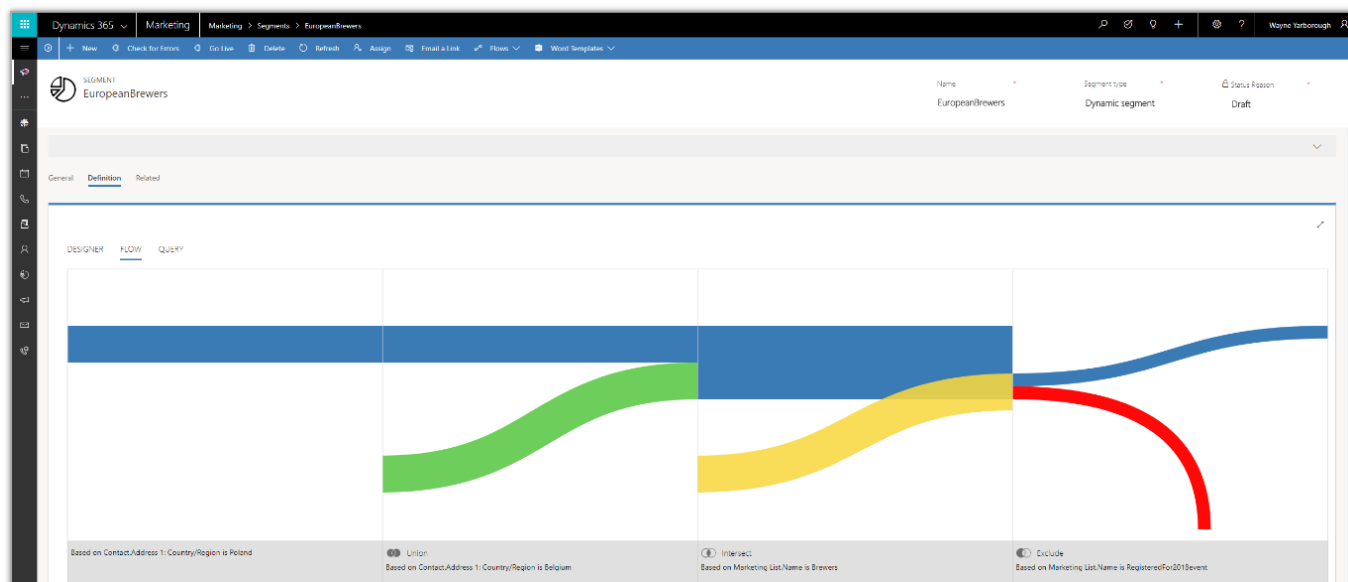 Dynamics 365 Marketing Marketing > Segments > EuropeanBrewers + ? Wayne Yarborough
+ New Check for Errors Go Live Delete Refresh Assign Email a Link Flows Word Templates
SEGMENT
EuropeanBrewers
Name * Segment type * Status Reason *
EuropeanBrewers Dynamic segment Draft
General Definition Related
DESIGNER FLOW QUERY
Based on Contact.Address 1: Country/Region is Poland
Union
Based on Contact.Address 1: Country/Region is Belgium
Intersect
Based on Marketing List.Name is Brewers
Exclude
Based on Marketing List.Name is RegisteredFor2018event